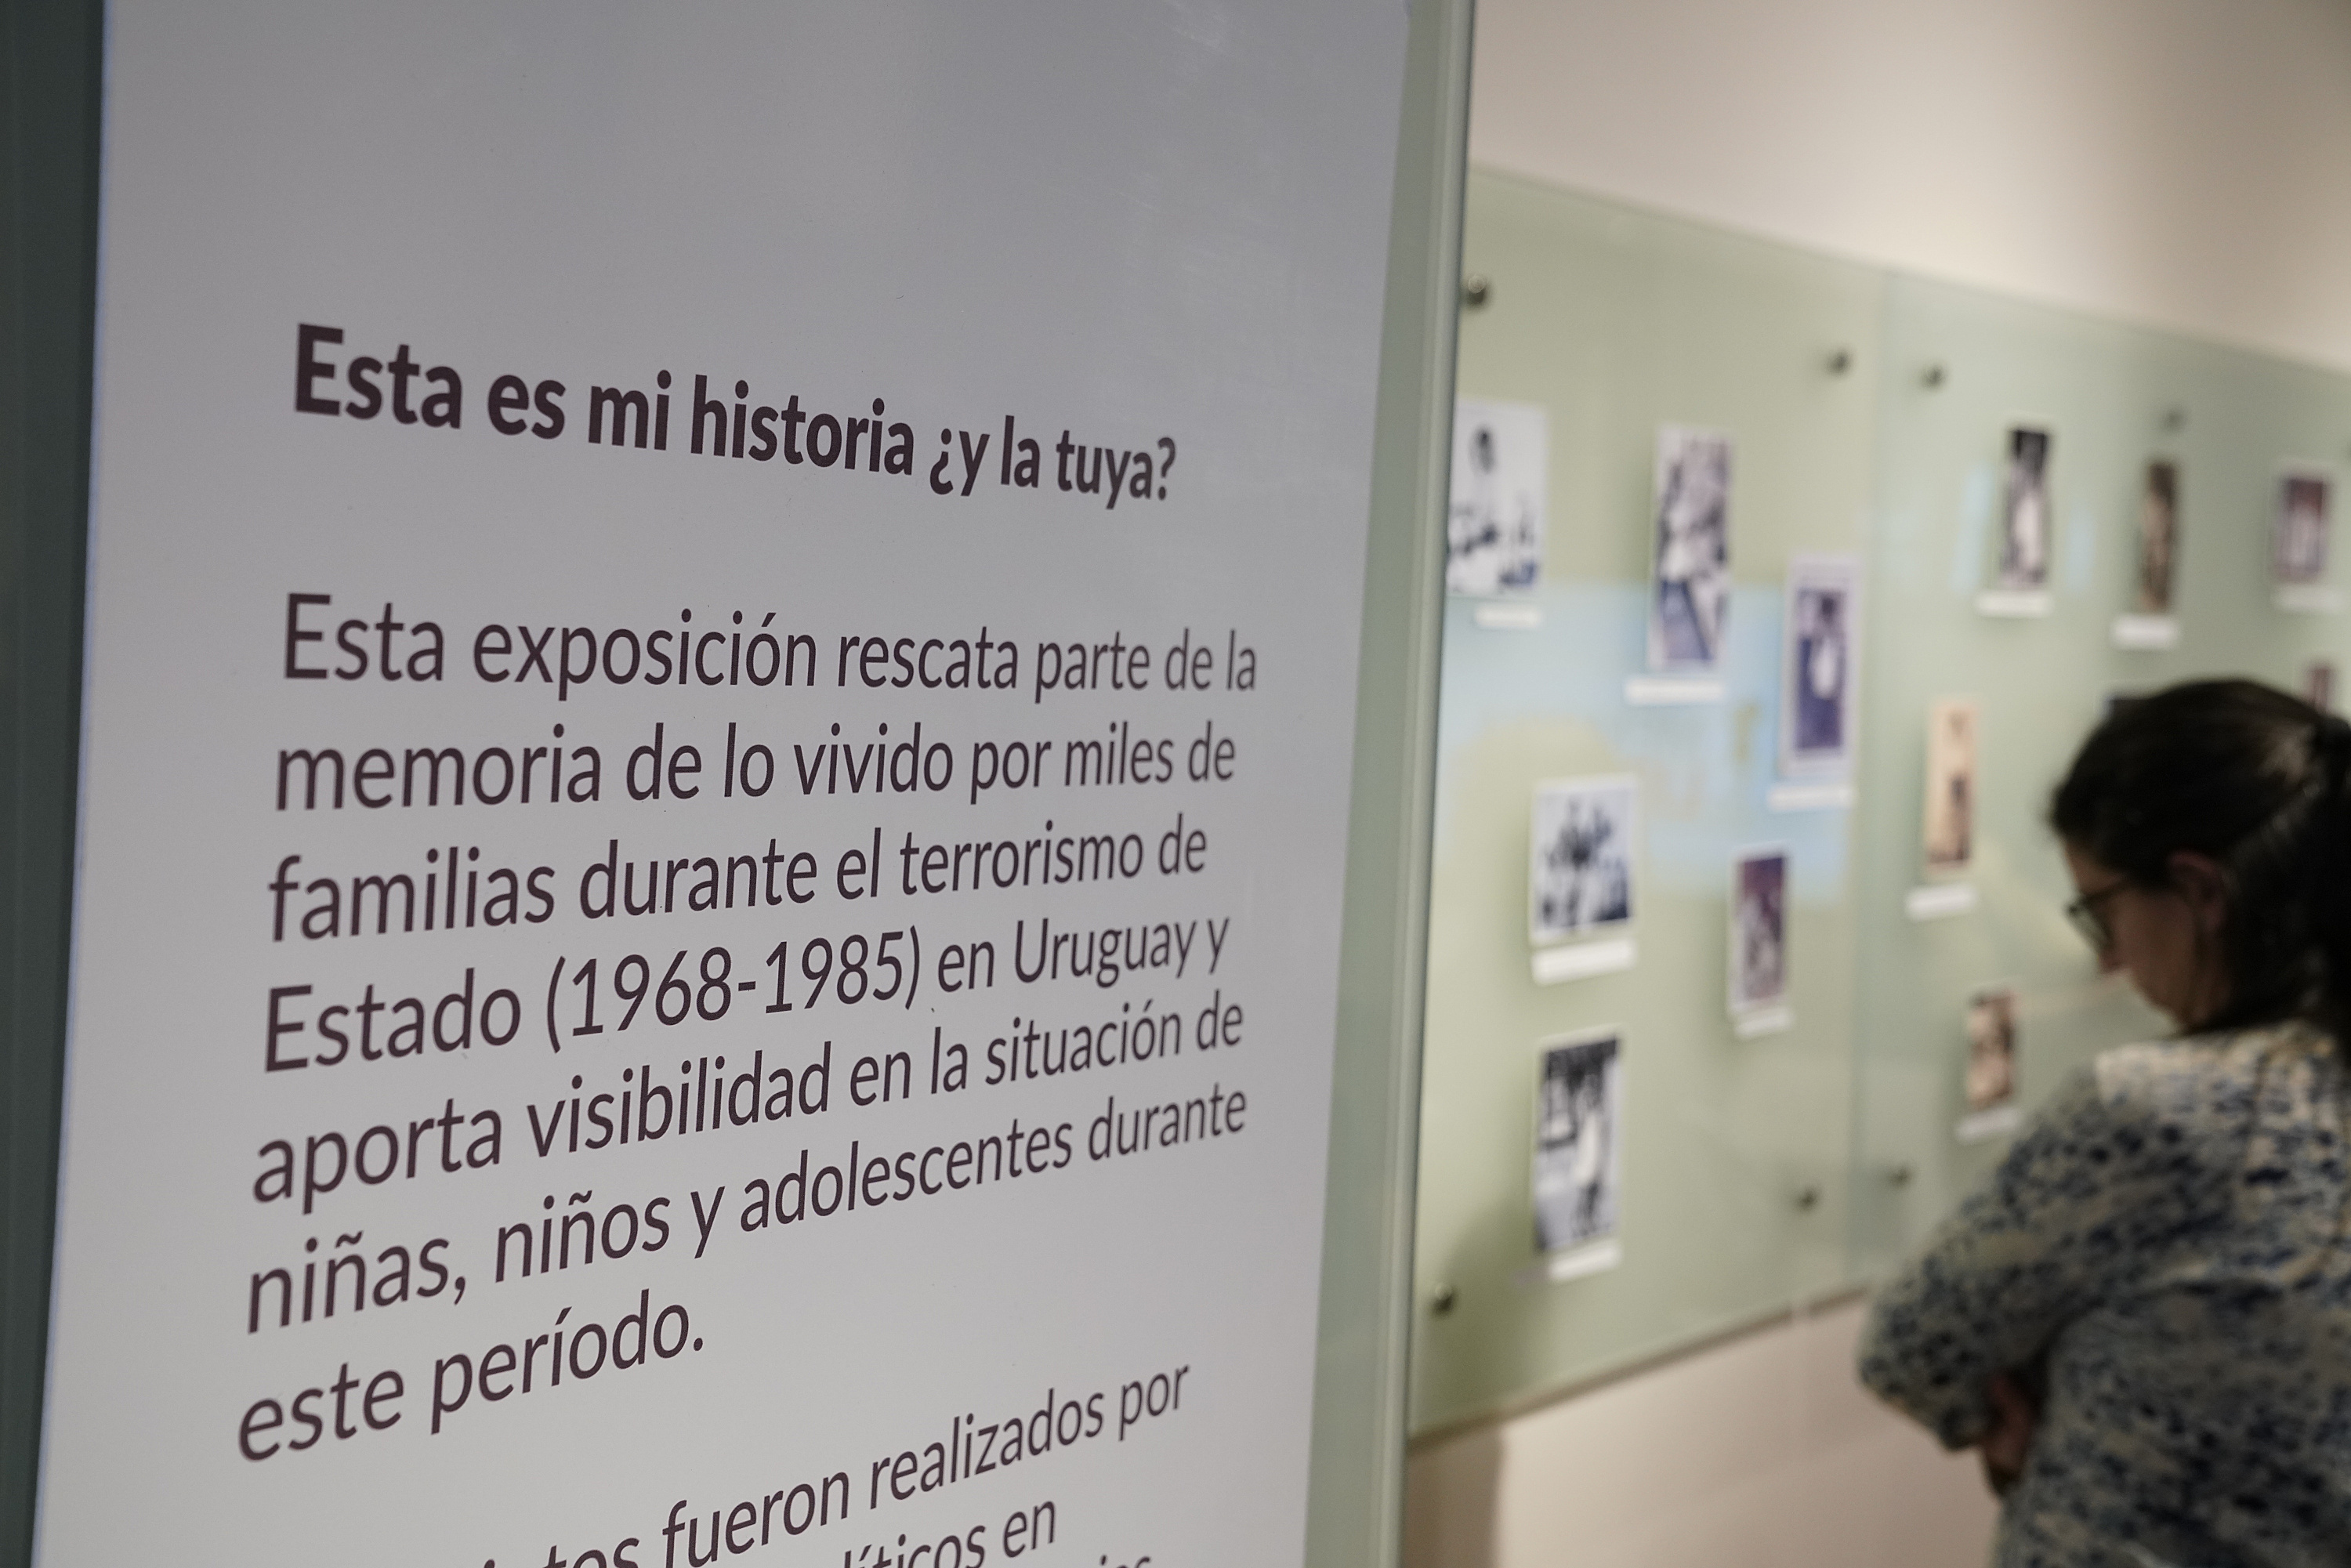 Esta es mi historia ¿y la tuya?
Esta exposición rescata parte de la
memoria de lo vivido por miles de
familias durante el terrorismo de
Estado (1968-1985) en Uruguay y
aporta visibilidad en la situación de
niñas, niños y adolescentes durante
este período.
fueron realizados por
en